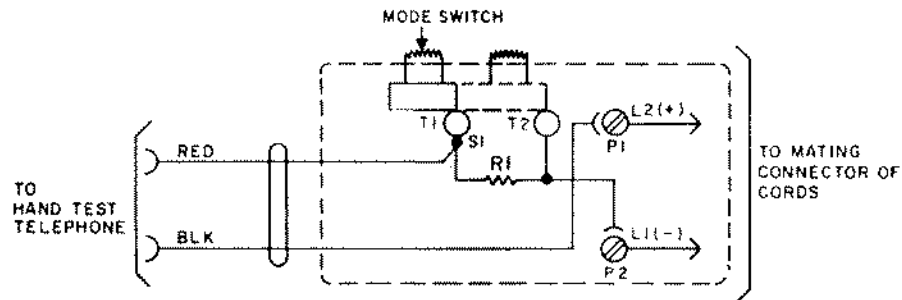 MODE SWITCH
T1
T2
L2(+)
P1
S1
RED
R1
TO
HAND TEST
TELEPHONE
TO MATING
CONNECTOR OF
CORDS
BLK
L1(-)
P2